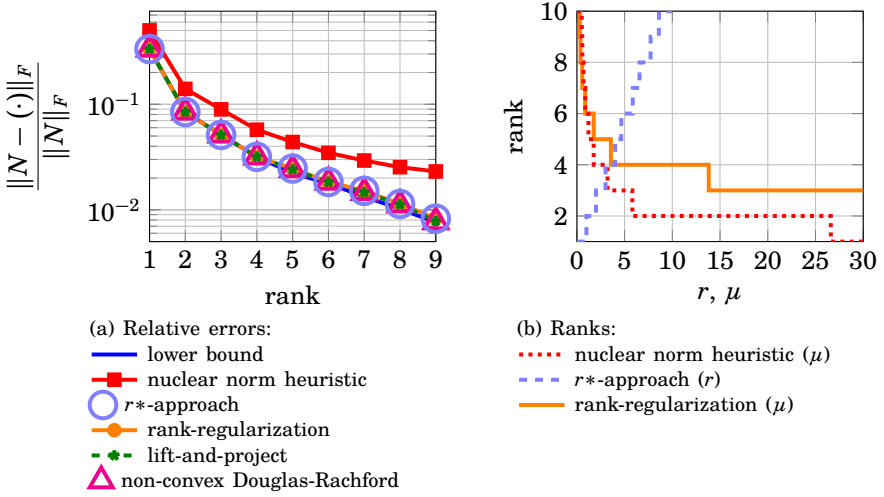 ‖N − (·)‖_F
‖N‖_F
10^−1
10^−2
1 2 3 4 5 6 7 8 9
rank
(a) Relative errors:
lower bound
nuclear norm heuristic
r∗-approach
rank-regularization
lift-and-project
non-convex Douglas-Rachford
rank
10
8
6
4
2
0 5 10 15 20 25 30
r, μ
(b) Ranks:
nuclear norm heuristic (μ)
r∗-approach (r)
rank-regularization (μ)